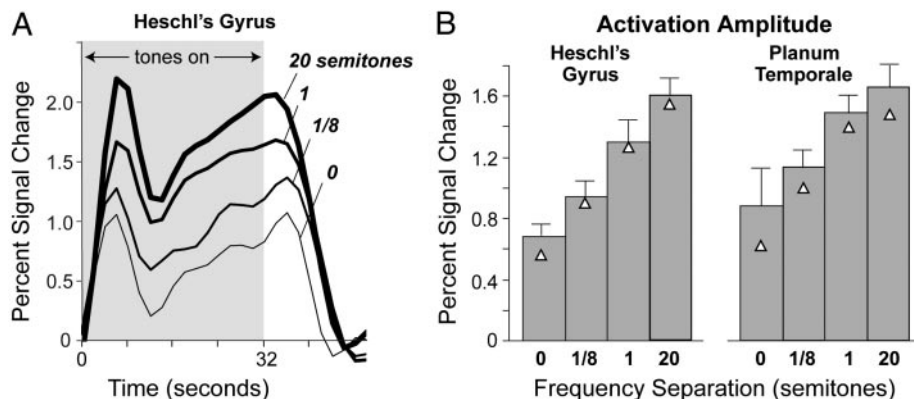 A
Heschl's Gyrus
tones on
20 semitones
1
1/8
0
Percent Signal Change
2.0
1.5
1.0
0.5
0
0
32
Time (seconds)
B
Activation Amplitude
Heschl's
Gyrus
Planum
Temporale
Percent Signal Change
1.6
1.2
0.8
0.4
0
0 1/8 1 20
0 1/8 1 20
Frequency Separation (semitones)